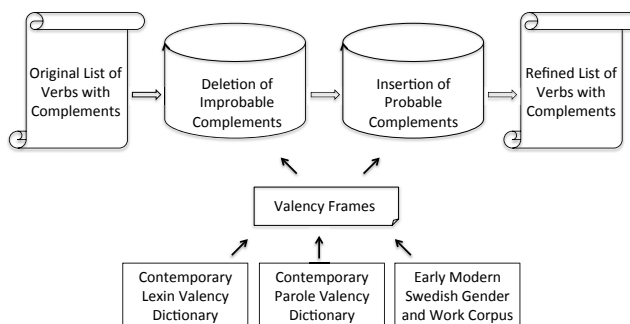 Original List of
Verbs with
Complements
Deletion of
Improbable
Complements
Insertion of
Probable
Complements
Refined List of
Verbs with
Complements
Valency Frames
Contemporary
Lexin Valency
Dictionary
Contemporary
Parole Valency
Dictionary
Early Modern
Swedish Gender
and Work Corpus